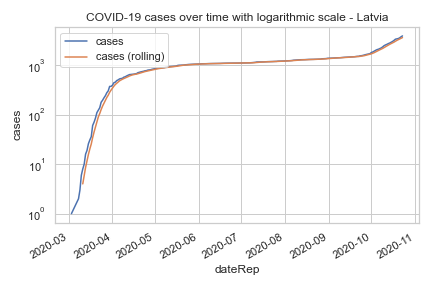 COVID-19 cases over time with logarithmic scale - Latvia
cases
cases (rolling)
10³
10²
10¹
10⁰
cases
2020-03
2020-04
2020-05
2020-06
2020-07
2020-08
2020-09
2020-10
2020-11
dateRep